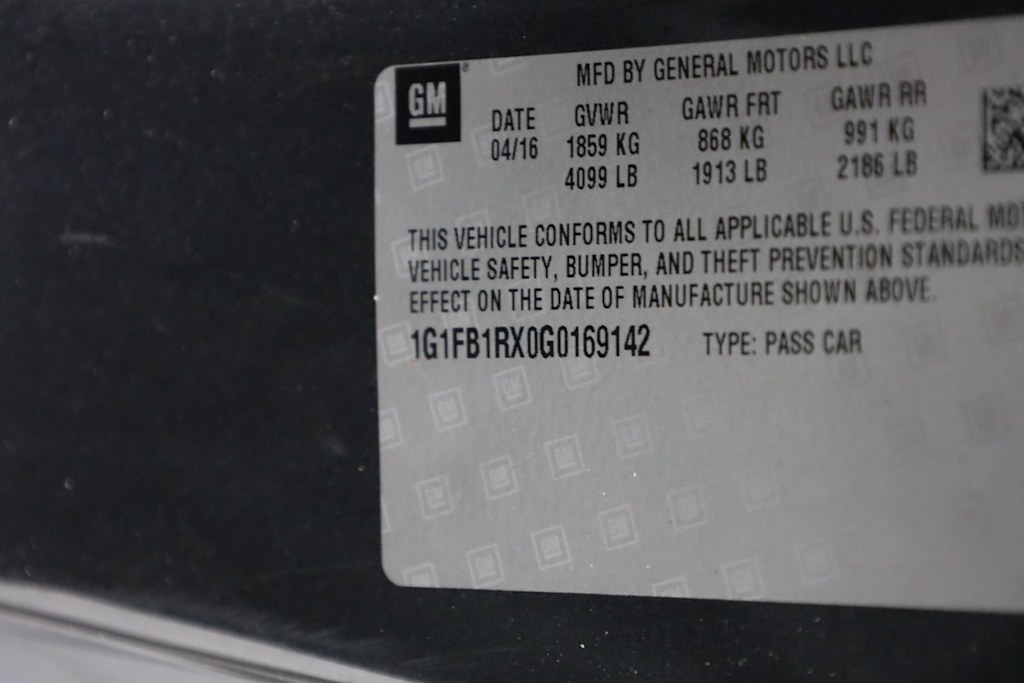 GM
MFD BY GENERAL MOTORS LLC
DATE GVWR GAWR FRT GAWR RR
04/16 1859 KG 868 KG 991 KG
4099 LB 1913 LB 2186 LB
THIS VEHICLE CONFORMS TO ALL APPLICABLE U.S. FEDERAL MO
VEHICLE SAFETY, BUMPER, AND THEFT PREVENTION STANDARDS
EFFECT ON THE DATE OF MANUFACTURE SHOWN ABOVE.
1G1FB1RX0G0169142 TYPE: PASS CAR